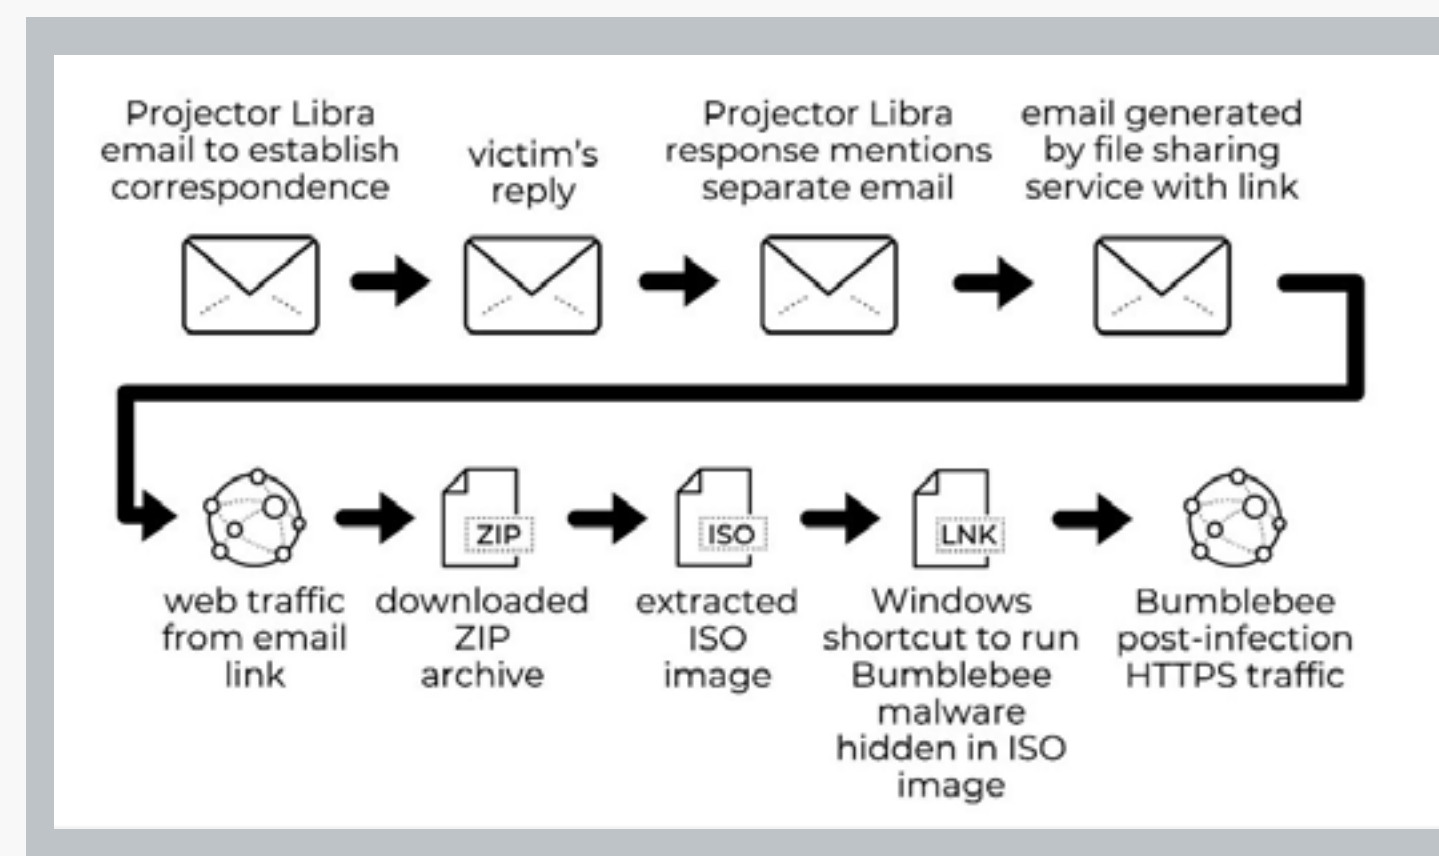 Projector Libra
email to establish
correspondence
victim's
reply
Projector Libra
response mentions
separate email
email generated
by file sharing
service with link
web traffic
from email
link
ZIP
downloaded
ZIP
archive
ISO
extracted
ISO
image
LNK
Windows
shortcut to run
Bumblebee
malware
hidden in ISO
image
Bumblebee
post-infection
HTTPS traffic